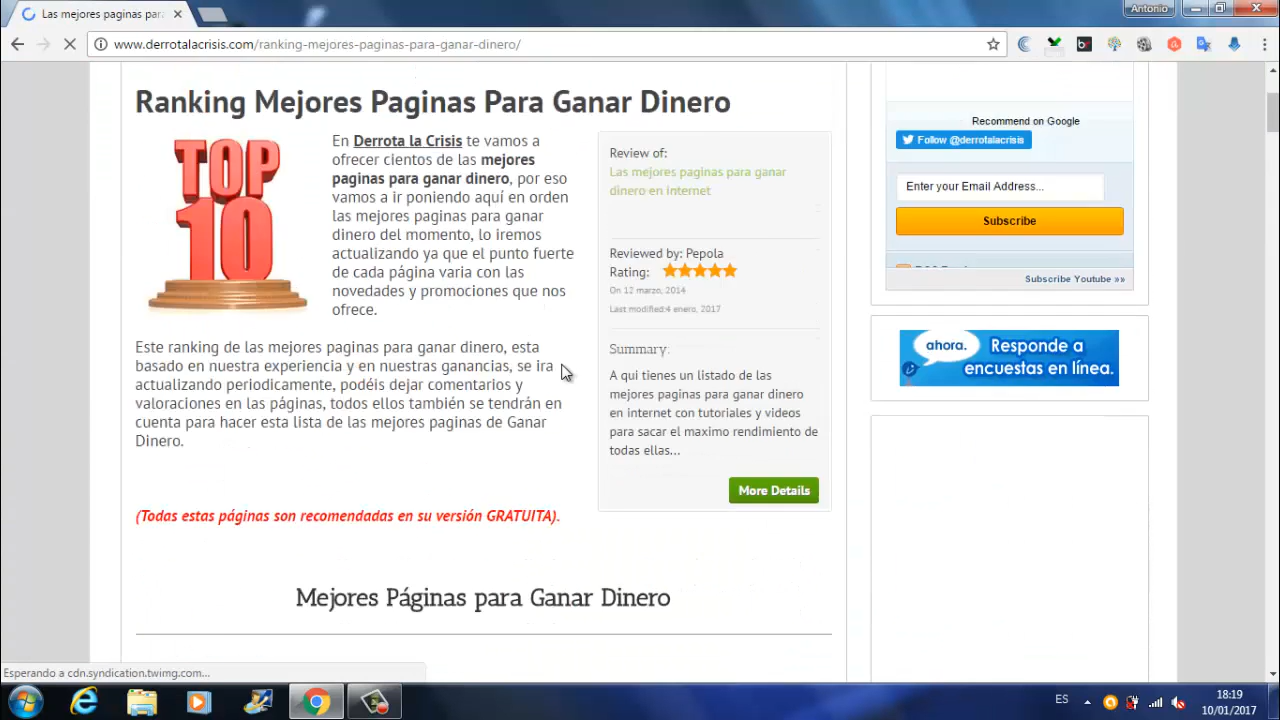 Las mejores paginas par
Antonio
www.derrotalacrisis.com/ranking-mejores-paginas-para-ganar-dinero/
Ranking Mejores Paginas Para Ganar Dinero
TOP
10
En Derrota la Crisis te vamos a
ofrecer cientos de las mejores
paginas para ganar dinero, por eso
vamos a ir poniendo aquí en orden
las mejores paginas para ganar
dinero del momento, lo iremos
actualizando ya que el punto fuerte
de cada página varia con las
novedades y promociones que nos
ofrece.
Este ranking de las mejores paginas para ganar dinero, esta
basado en nuestra experiencia y en nuestras ganancias, se ira
actualizando periodicamente, podéis dejar comentarios y
valoraciones en las páginas, todos ellos también se tendrán en
cuenta para hacer esta lista de las mejores paginas de Ganar
Dinero.
(Todas estas páginas son recomendadas en su versión GRATUITA).
Mejores Páginas para Ganar Dinero
Review of:
Las mejores paginas para ganar
dinero en internet
Reviewed by: Pepola
Rating:
On 12 marzo, 2014
Last modified:4 enero, 2017
Summary:
A qui tienes un listado de las
mejores paginas para ganar dinero
en internet con tutoriales y videos
para sacar el maximo rendimiento de
todas ellas...
More Details
Recommend on Google
Follow @derrotalacrisis
Enter your Email Address...
Subscribe
Subscribe Youtube »»
ahora.
Responde a
encuestas en línea.
Esperando a cdn.syndication.twimg.com...
ES
18:19
10/01/2017